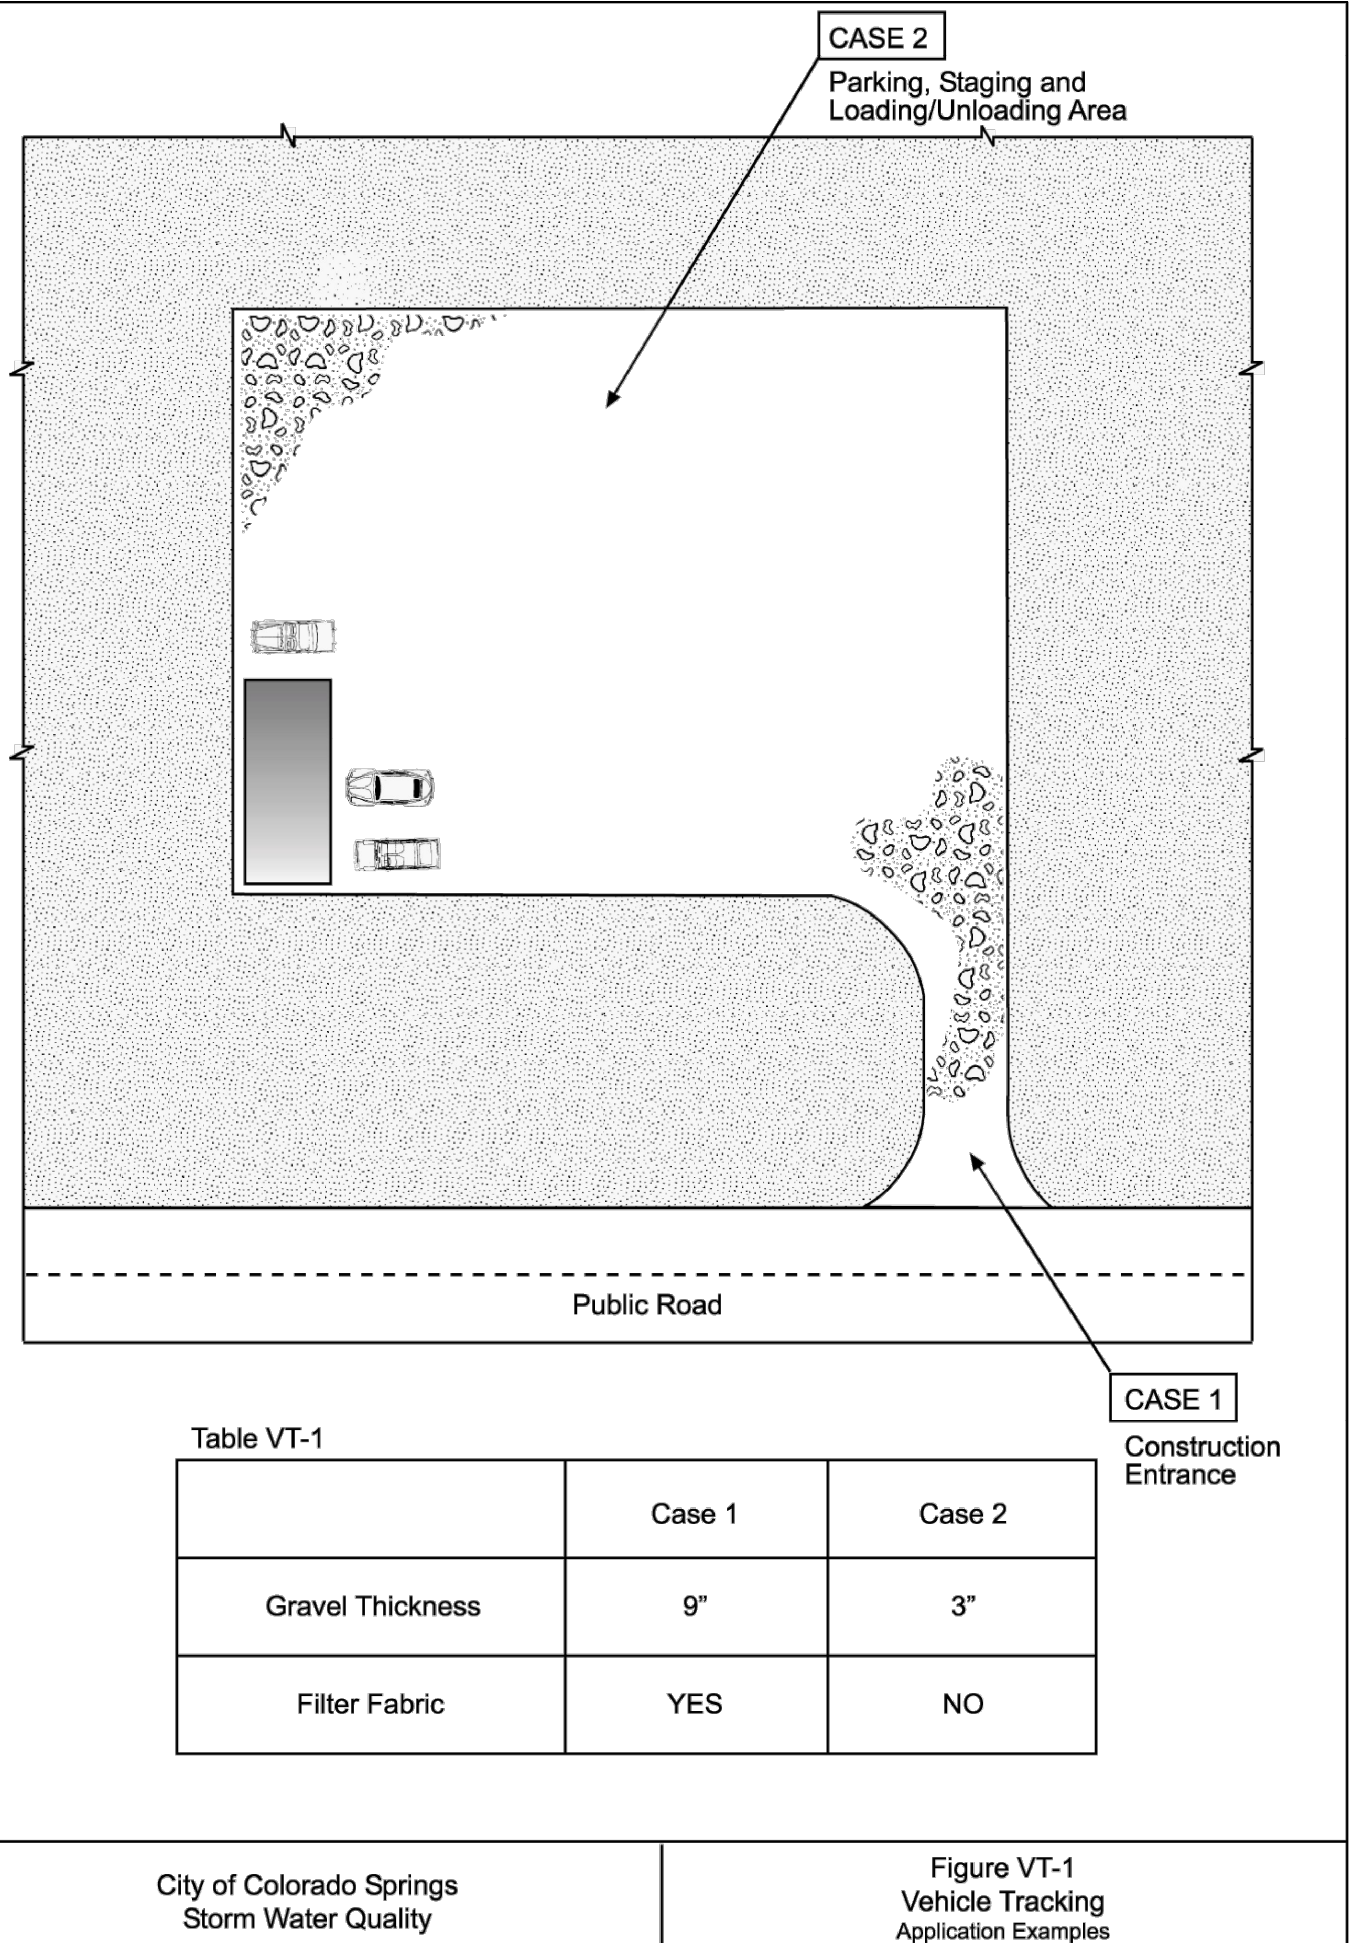 CASE 2
Parking, Staging and
Loading/Unloading Area
Public Road
CASE 1
Construction
Entrance
Table VT-1
Case 1 Case 2
Gravel Thickness 9” 3”
Filter Fabric YES NO
City of Colorado Springs
Storm Water Quality
Figure VT-1
Vehicle Tracking
Application Examples